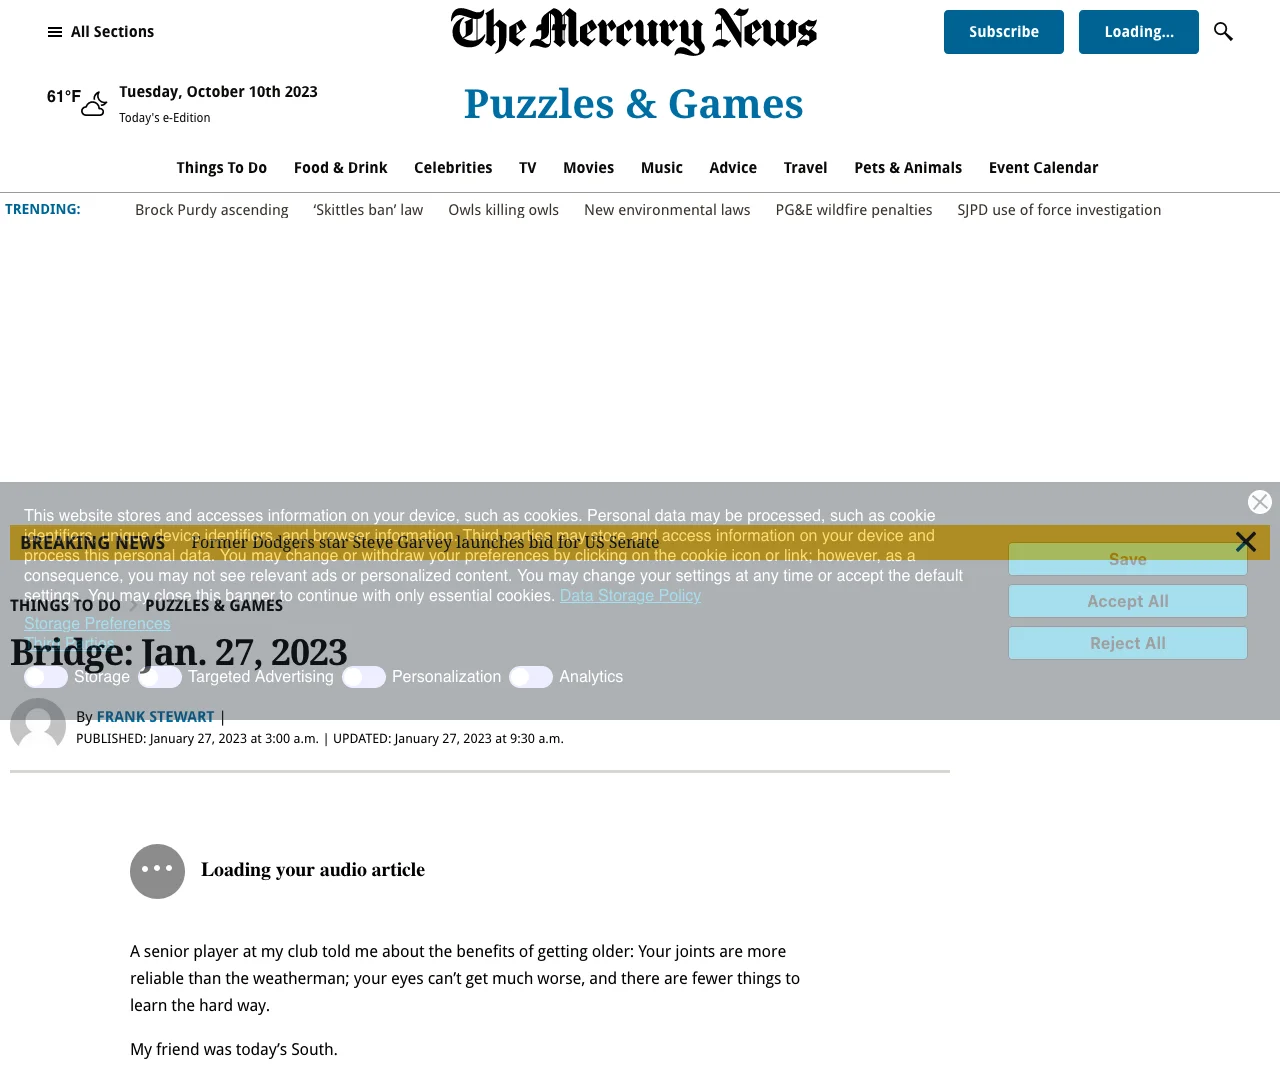 All Sections
The Mercury News
Subscribe
Loading...
61°F
Tuesday, October 10th 2023
Today's e-Edition
Puzzles & Games
Things To Do Food & Drink Celebrities TV Movies Music Advice Travel Pets & Animals Event Calendar
TRENDING: Brock Purdy ascending ‘Skittles ban’ law Owls killing owls New environmental laws PG&E wildfire penalties SJPD use of force investigation
This website stores and accesses information on your device, such as cookies. Personal data may be processed, such as cookie
identifiers, unique device identifiers, and browser information. Third parties may store and access information on your device and
process this personal data. You may change or withdraw your preferences by clicking on the cookie icon or link; however, as a
consequence, you may not see relevant ads or personalized content. You may change your settings at any time or accept the default
settings. You may close this banner to continue with only essential cookies. Data Storage Policy
Storage Preferences
Third Parties
Storage Targeted Advertising Personalization Analytics
Save
Accept All
Reject All
BREAKING NEWS Former Dodgers star Steve Garvey launches bid for US Senate
THINGS TO DO PUZZLES & GAMES
Bridge: Jan. 27, 2023
By FRANK STEWART |
PUBLISHED: January 27, 2023 at 3:00 a.m. | UPDATED: January 27, 2023 at 9:30 a.m.
Loading your audio article
A senior player at my club told me about the benefits of getting older: Your joints are more
reliable than the weatherman; your eyes can’t get much worse, and there are fewer things to
learn the hard way.
My friend was today’s South.